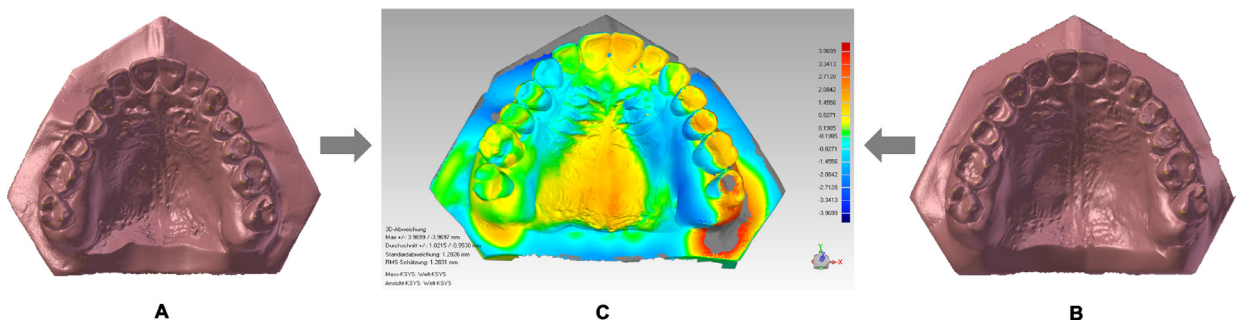 3.9699
3.3413
2.7128
2.0842
1.4556
0.0271
0.1985
-0.1985
-0.8271
-1.4556
-2.0842
-2.7128
-3.3413
-3.9699
3D-Abweichung
Max +/-: 3.9699 / -3.9697 mm
Durchschnitt +/-: 1.0215 / -0.9530 mm
Standardabweichung: 1.2826 mm
RMS-Schätzung: 1.2831 mm
Mess-KSYS: Welt-KSYS
Ansicht-KSYS: Welt-KSYS
Y
X
A
C
B